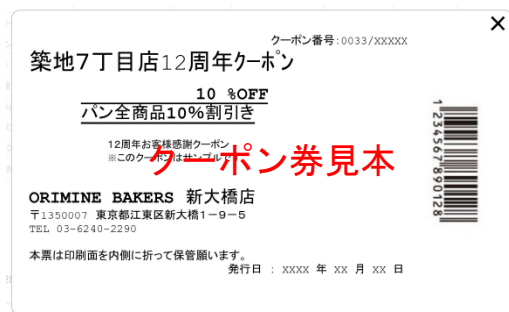 クーポン番号:0033/XXXXX
築地7丁目店12周年クーポン
10 %OFF
パン全商品10%割引き
12周年お客様感謝クーポン
※このクーポンはサンプルです
クーポン券見本
1234567890128
ORIMINE BAKERS 新大橋店
〒1350007 東京都江東区新大橋1−9−5
TEL 03-6240-2290
本票は印刷面を内側に折って保管願います。
発行日 : XXXX 年 XX 月 XX 日